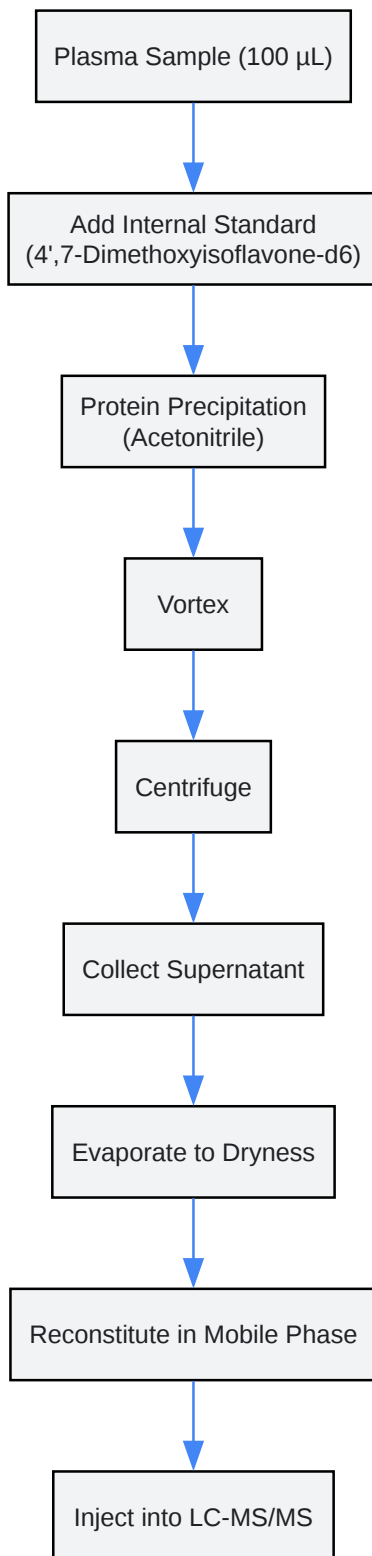 Plasma Sample (100 µL)
Add Internal Standard
(4',7-Dimethoxyisoflavone-d6)
Protein Precipitation
(Acetonitrile)
Vortex
Centrifuge
Collect Supernatant
Evaporate to Dryness
Reconstitute in Mobile Phase
Inject into LC-MS/MS